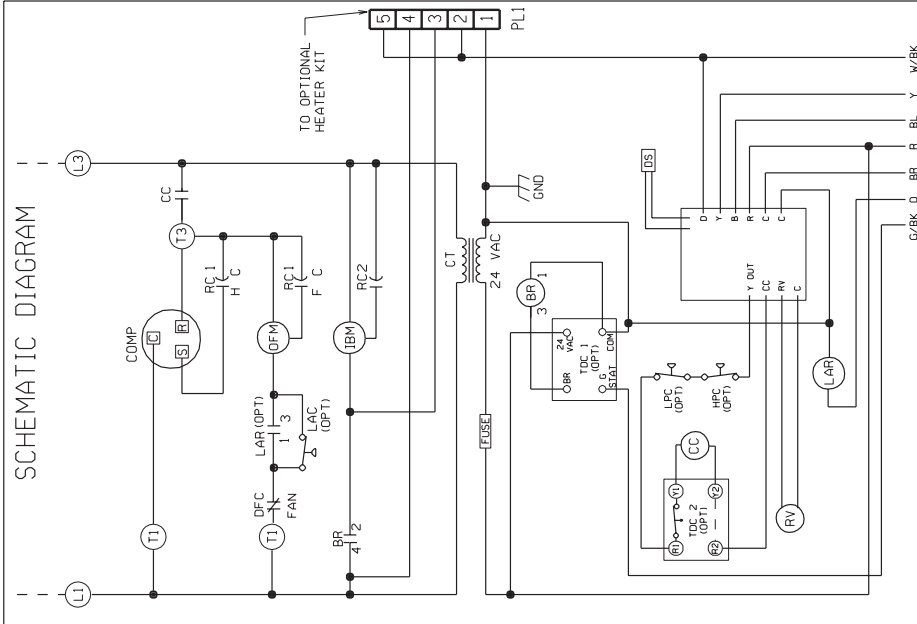 SCHEMATIC DIAGRAM
TO OPTIONAL
HEATER KIT
5 4 3 2 1
PL1
L1
L3
T1
COMP
C
S
R
T3
CC
RC 1
H C
T1
DFC
FAN
LAR (OPT)
1 3
LAC
(OPT)
OFM
RC1
F C
BR
4 2
IBM
RC2
CT
24 VAC
GND
FUSE
BR
3 1
BR
24
VAC
TDC 1
(OPT)
G
STAT
COM
DS
D
Y
B
R
C
C
Y OUT
CC
RV
C
LPC
(OPT)
HPC
(OPT)
LAR
CC
Y1
Y2
TDC 2
(OPT)
R1
R2
RV
W/BK
Y
BL
R
BR
O
G/BK